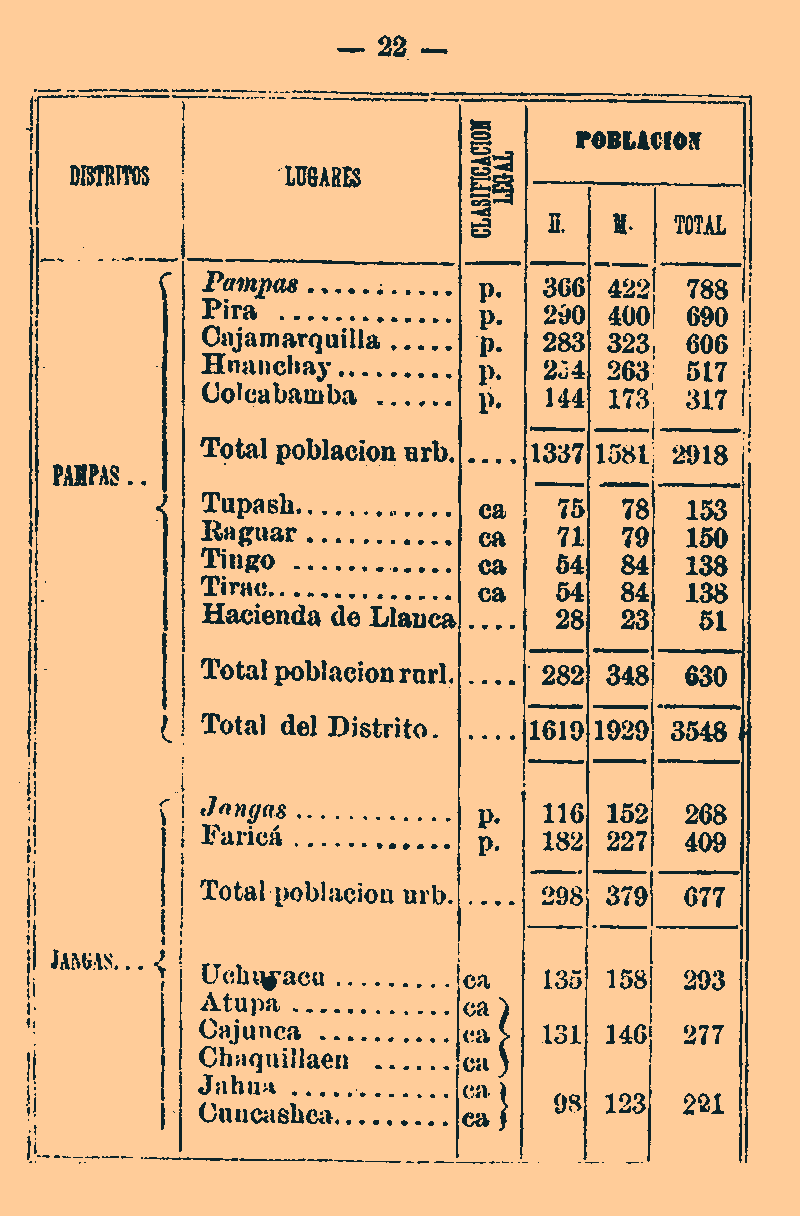 — 22 —
DISTRITOS LUGARES CLASIFICACION LEGAL POBLACION
H. M. TOTAL
Pampas ............ p. 366 422 788
Pira ............. p. 290 400 690
Cajamarquilla ..... p. 283 323 606
Huanchay......... p. 254 263 517
Colcabamba ...... p. 144 173 317
Total poblacion urb. .... 1337 1581 2918
PAMPAS..
Tupash............. ca 75 78 153
Raguar ............ ca 71 79 150
Tingo ............. ca 54 84 138
Tirac............... ca 54 84 138
Hacienda de Llanca .... 28 23 51
Total poblacion rurl. .... 282 348 630
Total del Distrito. .... 1619 1929 3548
Jangas ............ p. 116 152 268
Faricá ............ p. 182 227 409
Total poblacion urb. .... 298 379 677
JANGAS...
Uchuracu ......... ca 135 158 293
Atupa ............ ca
Cajunca .......... ca 131 146 277
Chaquillaen ...... ca
Jahua ............ ca
98 123 221
Cuncashca......... ca